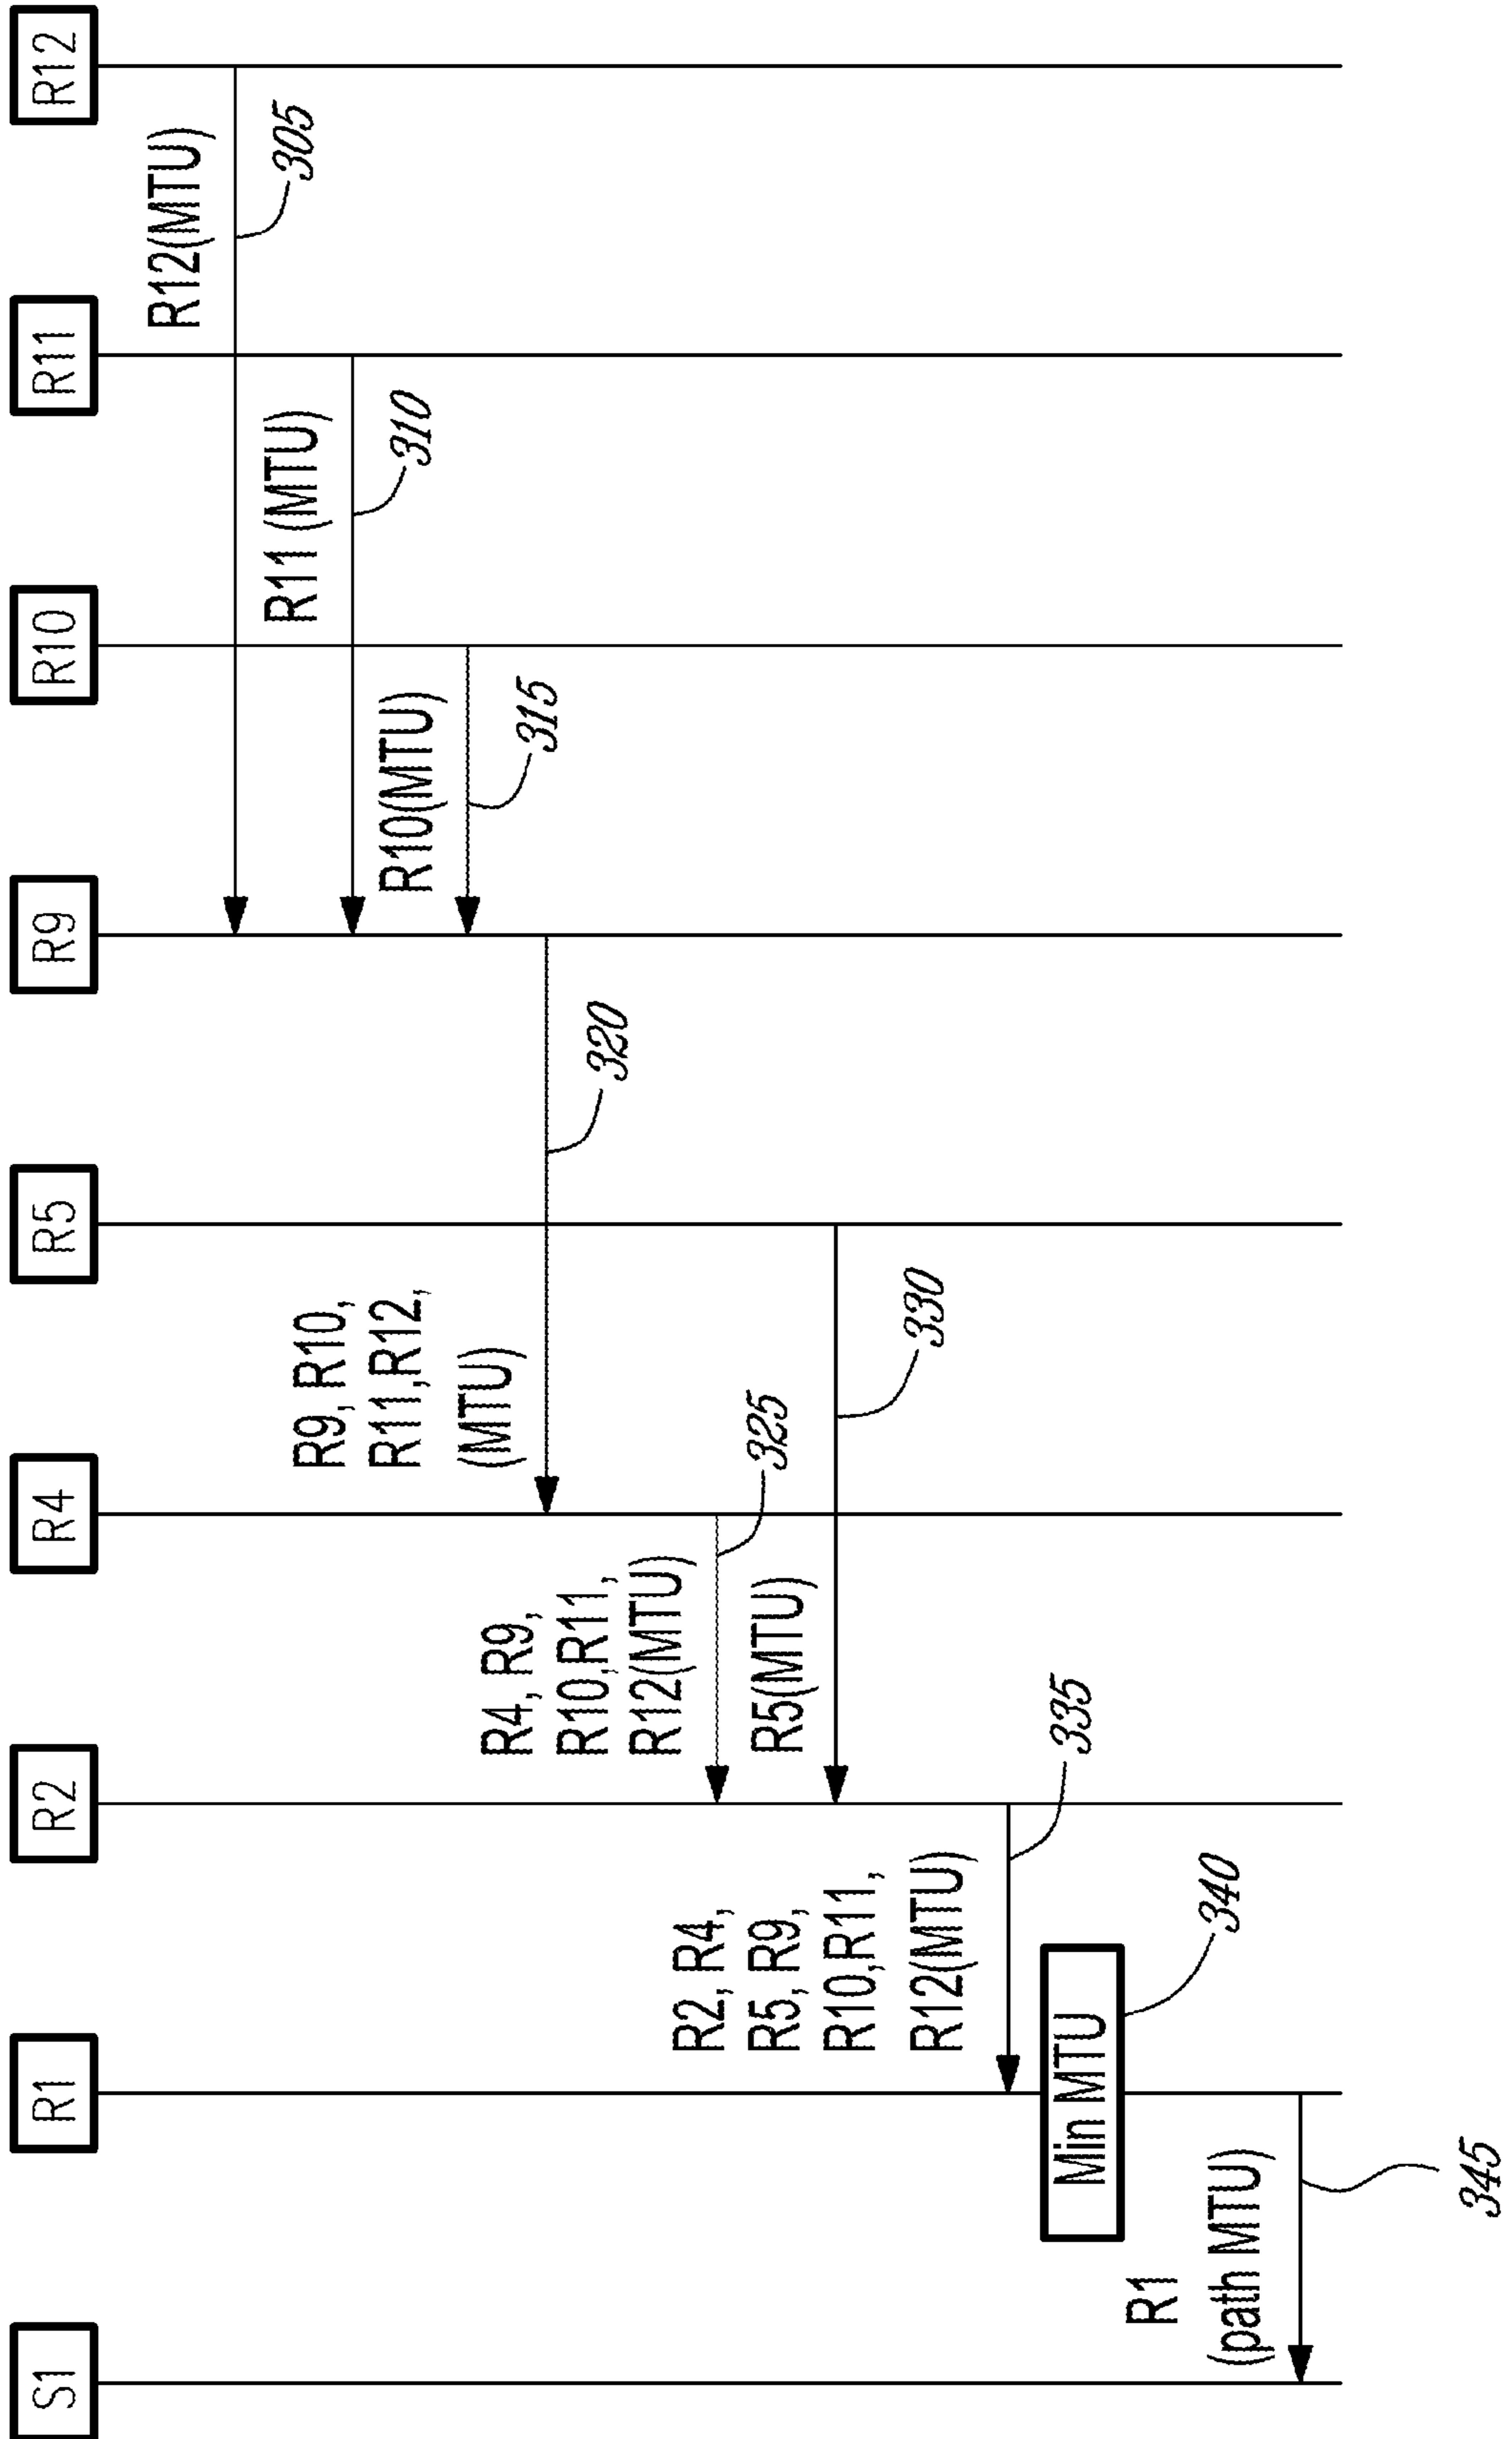 S1
R1
R2
R4
R5
R9
R10
R11
R12
R12(MTU)
305
R11 (MTU)
310
R10(MTU)
315
R9, R10,
R11,R12,
(MTU)
320
R4, R9,
R10,R11,
R12(MTU)
325
R5(MTU)
330
R2, R4,
R5, R9,
R10,R11,
R12(MTU)
335
Min MTU
340
R1
(path MTU)
345